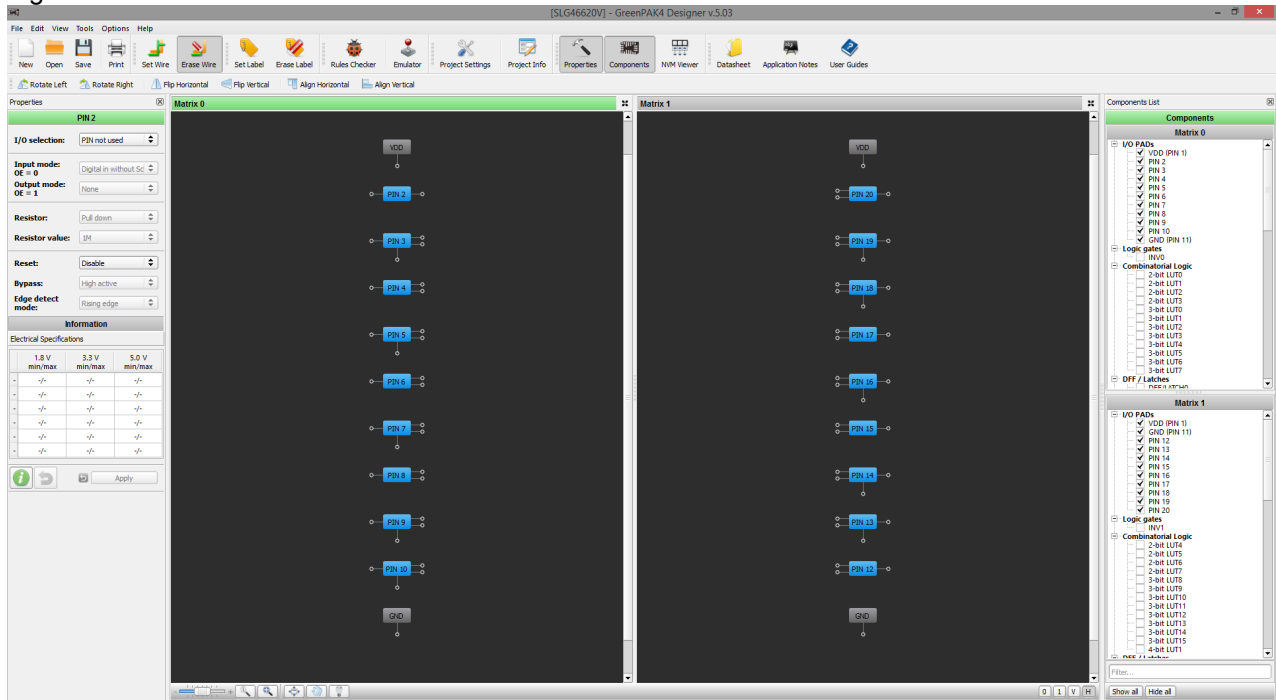 [SLG46620V] - GreenPAK4 Designer v.5.03
File Edit View Tools Options Help
New Open Save Print Set Wire Erase Wire Set Label Erase Label Rules Checker Emulator Project Settings Project Info Properties Components NVM Viewer Datasheet Application Notes User Guides
Rotate Left Rotate Right Flip Horizontal Flip Vertical Align Horizontal Align Vertical
Properties
PIN 2
I/O selection: PIN not used
Input mode: OE = 0 Digital in without Sc
Output mode: OE = 1 None
Resistor: Pull down
Resistor value: 1M
Reset: Disable
Bypass: High active
Edge detect mode: Rising edge
Information
Electrical Specifications
1.8 V min/max 3.3 V min/max 5.0 V min/max
- -/- -/- -/-
- -/- -/- -/-
- -/- -/- -/-
- -/- -/- -/-
- -/- -/- -/-
- -/- -/- -/-
Apply
Matrix 0
VDD
PIN 2
PIN 3
PIN 4
PIN 5
PIN 6
PIN 7
PIN 8
PIN 9
PIN 10
GND
Matrix 1
VDD
PIN 20
PIN 19
PIN 18
PIN 17
PIN 16
PIN 15
PIN 14
PIN 13
PIN 12
GND
0 1 V H
Components List
Components
Matrix 0
I/O PADs
VDD (PIN 1)
PIN 2
PIN 3
PIN 4
PIN 5
PIN 6
PIN 7
PIN 8
PIN 9
PIN 10
GND (PIN 11)
Logic gates
INV0
Combinatorial Logic
2-bit LUT0
2-bit LUT1
2-bit LUT2
2-bit LUT3
3-bit LUT0
3-bit LUT1
3-bit LUT2
3-bit LUT3
3-bit LUT4
3-bit LUT5
3-bit LUT6
3-bit LUT7
DFF / Latches
DFF/LATCH0
Matrix 1
I/O PADs
VDD (PIN 1)
GND (PIN 11)
PIN 12
PIN 13
PIN 14
PIN 15
PIN 16
PIN 17
PIN 18
PIN 19
PIN 20
Logic gates
INV1
Combinatorial Logic
2-bit LUT4
2-bit LUT5
2-bit LUT6
2-bit LUT7
3-bit LUT8
3-bit LUT9
3-bit LUT10
3-bit LUT11
3-bit LUT12
3-bit LUT13
3-bit LUT14
3-bit LUT15
4-bit LUT1
DFF / Latches
Filter...
Show all Hide all